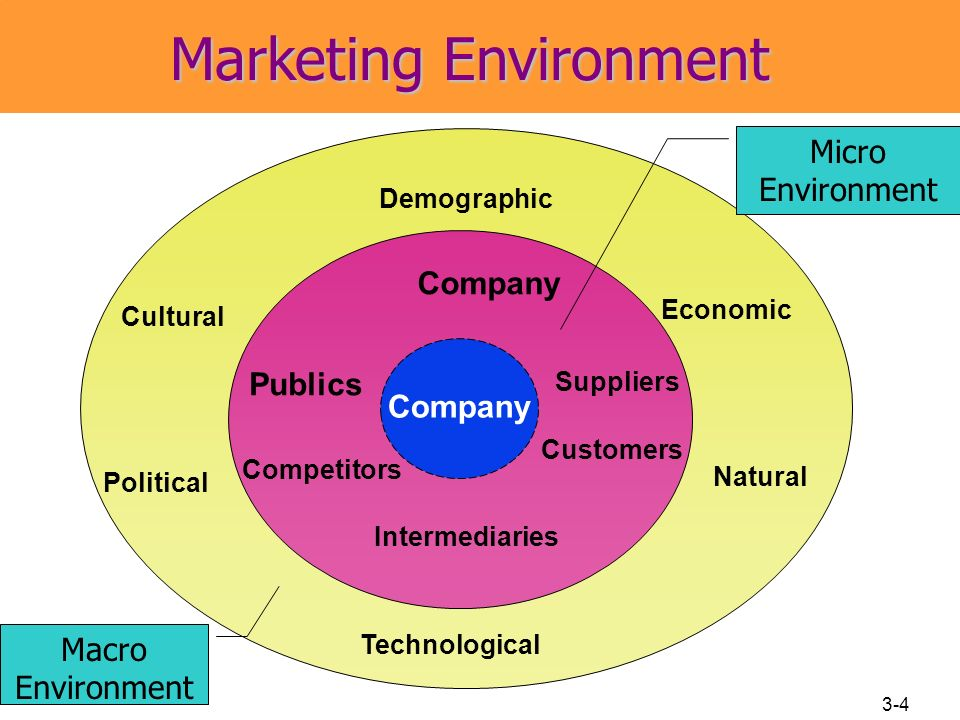 Marketing Environment
Micro
Environment
Demographic
Company
Cultural
Economic
Publics
Suppliers
Company
Customers
Competitors
Political
Natural
Intermediaries
Macro
Environment
Technological
3-4